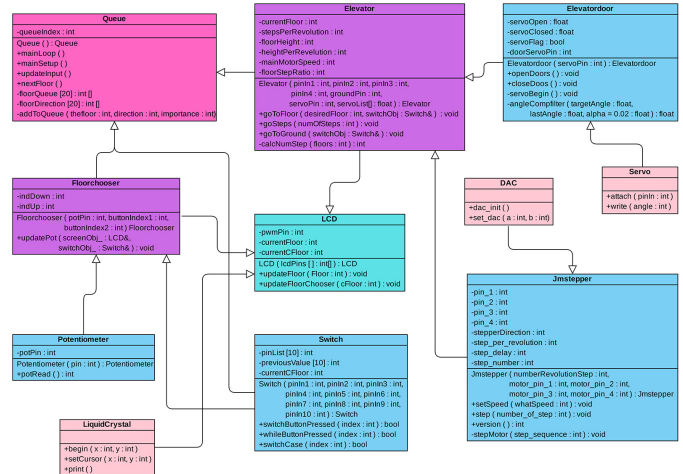 Queue
-queueIndex : int
Queue ( ) : Queue
+mainLoop ( )
+mainSetup ( )
+updateInput ( )
+nextFloor ( )
-floorQueue [20] : int []
-floorDirection [20] : int []
-addToQueue ( thefloor : int, direction : int, importance : int )
Elevator
-currentFloor : int
-stepsPerRevolution : int
-floorHeight : int
-heightPerRevelution : int
-mainMotorSpeed : int
-floorStepRatio : int
Elevator ( pinIn1 : int, pinIn2 : int, pinIn3 : int,
pinIn4 : int, groundPin : int,
servoPin : int, servoList[] : float ) : Elevator
+goToFloor ( desiredFloor : int, switchObj : Switch& ) : void
+goSteps ( numOfSteps : int ) : void
+goToGround ( switchObj : Switch& ) : void
-calcNumStep ( floors : int ) : int
Elevatordoor
-servoOpen : float
-servoClosed : float
-servoFlag : bool
-doorServoPin : int
Elevatordoor ( servoPin : int ) : Elevatordoor
+openDoors ( ) : void
+closeDoos ( ) : void
-servoBegin ( ) : void
-angleCompfilter ( targetAngle : float,
lastAngle : float, alpha = 0.02 : float ) : float
Servo
+attach ( pinIn : int )
+write ( angle : int )
DAC
+dac_init ( )
+set_dac ( a : int, b : int )
Floorchooser
-indDown : int
-indUp : int
Floorchooser ( potPin : int, buttonIndex1 : int,
buttonIndex2 : int ) Floorchooser
+updatePot ( screenObj_ : LCD&,
switchObj_ : Switch& ) : void
LCD
-pwmPin : int
-currentFloor : int
-currentCFloor : int
LCD ( lcdPins [ ] : int[] ) : LCD
+updateFloor ( Floor : int ) : void
+updateFloorChooser ( cFloor : int ) : void
Jmstepper
-pin_1 : int
-pin_2 : int
-pin_3 : int
-pin_4 : int
-stepperDirection : int
-step_per_revolution : int
-step_delay : int
-step_number : int
Jmstepper ( numberRevolutionStep : int,
motor_pin_1 : int, motor_pin_2 : int,
motor_pin_3 : int, motor_pin_4 : int ) : Jmstepper
+setSpeed ( whatSpeed : int ) : void
+step ( number_of_step : int ) : void
+version ( ) : int
-stepMotor ( step_sequence : int ) : void
Potentiometer
-potPin : int
Potentiometer ( pin : int ) : Potentiometer
+potRead ( ) : int
Switch
-pinList [10] : int
-previousValue [10] : int
-currentCFloor : int
Switch ( pinIn1 : int, pinIn2 : int, pinIn3 : int,
pinIn4 : int, pinIn5 : int, pinIn6 : int,
pinIn7 : int, pinIn8 : int, pinIn9 : int,
pinIn10 : int ) : Switch
+switchButtonPressed ( index : int ) : bool
+whileButtonPressed ( index : int ) : bool
+switchCase ( index : int ) : bool
LiquidCrystal
+begin ( x : int, y : int )
+setCursor ( x : int, y : int )
+print ( )